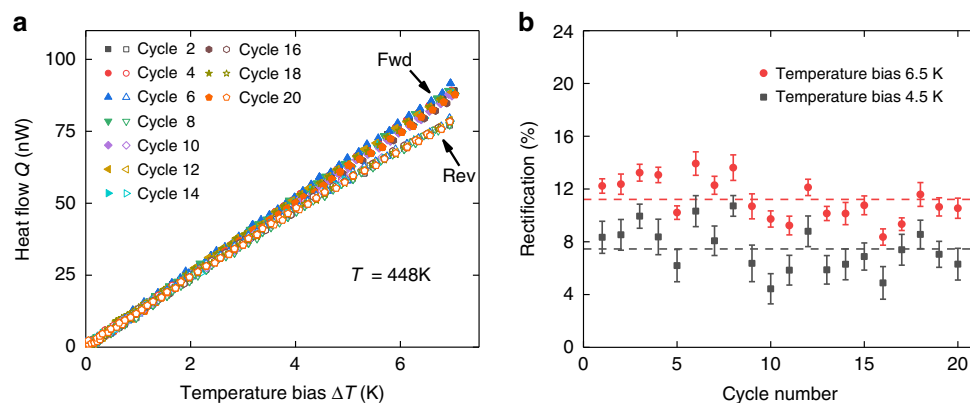 a
100
75
50
25
0
Heat flow Q (nW)
Cycle 2
Cycle 4
Cycle 6
Cycle 8
Cycle 10
Cycle 12
Cycle 14
Cycle 16
Cycle 18
Cycle 20
Fwd
Rev
T = 448K
0 2 4 6
Temperature bias ΔT (K)
b
24
20
16
12
8
4
0
Rectification (%)
Temperature bias 6.5 K
Temperature bias 4.5 K
0 5 10 15 20
Cycle number